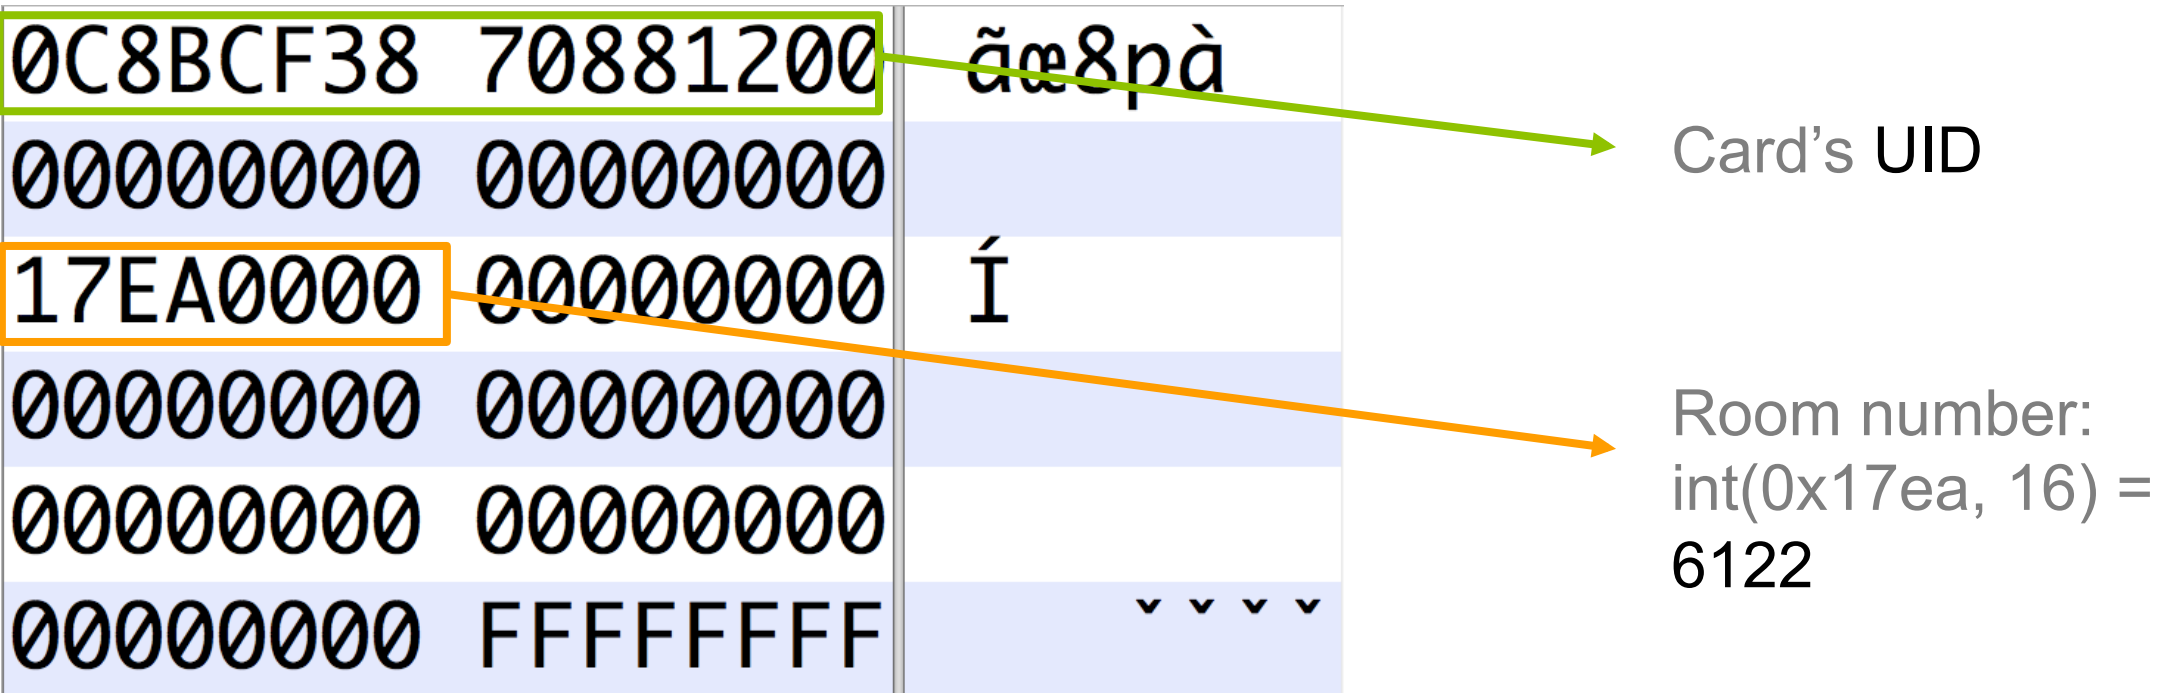 0C8BCF38 70881200 ãœ8pà
00000000 00000000
17EA0000 00000000 Í
00000000 00000000
00000000 00000000
00000000 FFFFFFFF ˇˇˇˇ
Card’s UID
Room number:
int(0x17ea, 16) =
6122